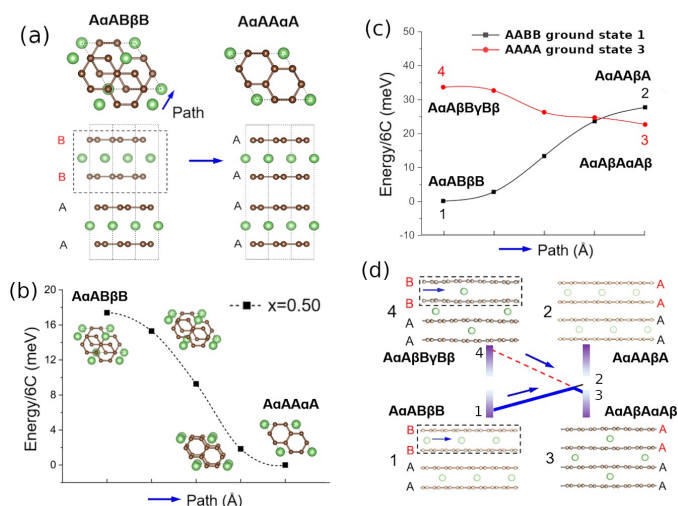 (a)
AαABβB
AαAAαA
Path
B
B
A
A
A
A
A
A
(b)
Energy/6C (meV)
20
16
12
8
4
0
AαABβB
x=0.50
AαAAαA
Path (Å)
(c)
Energy/6C (meV)
50
40
30
20
10
0
-10
AABB ground state 1
AAAA ground state 3
4
AαAβBγBβ
AαAAβA
2
3
AαAβAαAβ
AαABβB
1
Path (Å)
(d)
B
B
A
A
4
AαAβBγBβ
2
A
A
A
A
AαAAβA
4
1
2
3
AαABβB
AαAβAαAβ
B
B
A
A
1
3
A
A
A
A